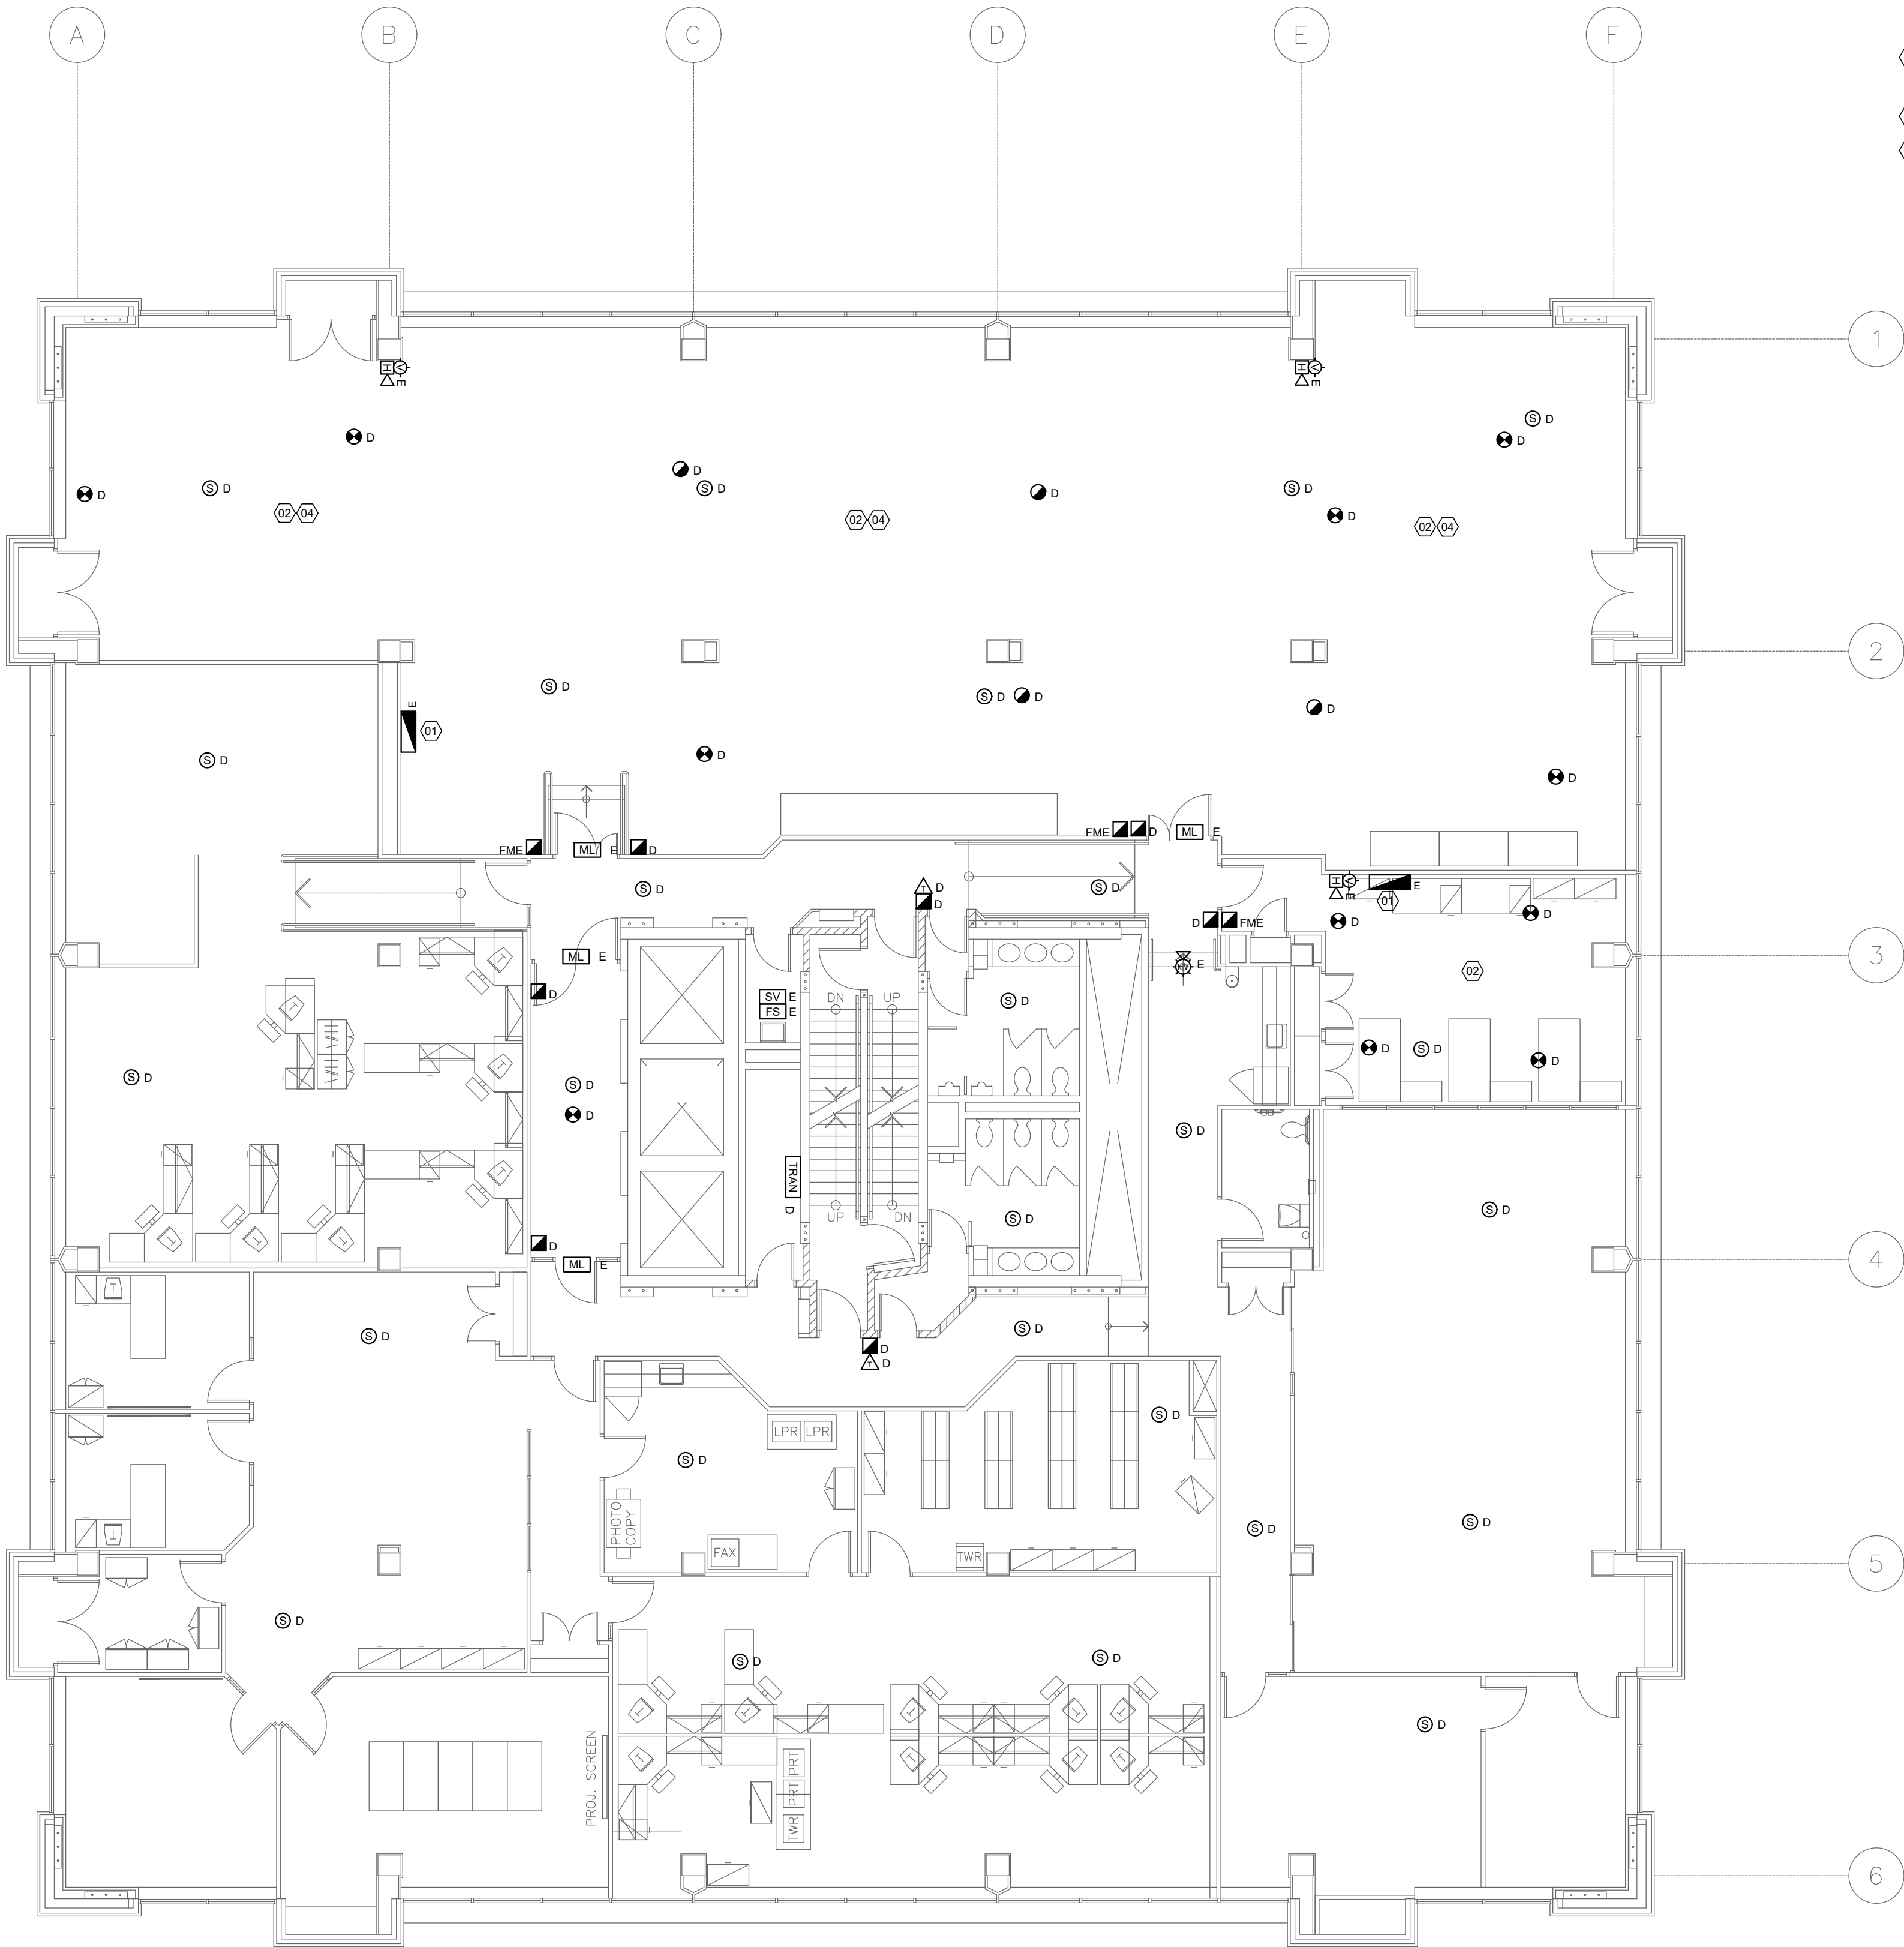 A B C D E F
1
H V E
H V E
S D
D
D
D
D
S D
S D
S D
S D
D
D
02 04
02 04
02 04
2
S D
S D
D
D
E
01
D
S D
D
FME
ML E
D
FME
D
ML E
S D
T D
D
S D
H V E
E
01
D
FME
D
D
3
ML E
D
SV E
FS E
DN UP
S D
E
02
S D
D
S D
D
S D
D
D
S D
TRAN D
UP DN
S D
S D
D
ML E
4
S D
S D
D
T D
S D
LPR LPR
S D
PHOTO
COPY
FAX
TWR
S D
S D
5
S D
S D
S D
S D
PROJ. SCREEN
PRT
PRT
TWR
6